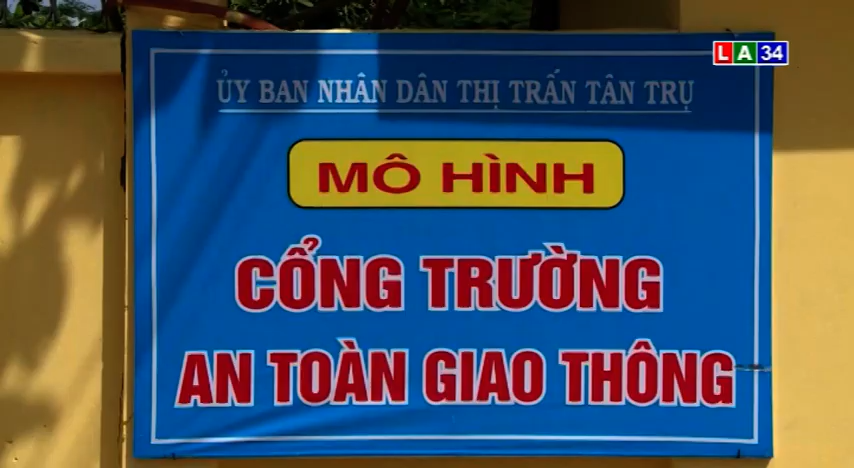 LA34
ỦY BAN NHÂN DÂN THỊ TRẤN TÂN TRỤ
MÔ HÌNH
CỔNG TRƯỜNG
AN TOÀN GIAO THÔNG